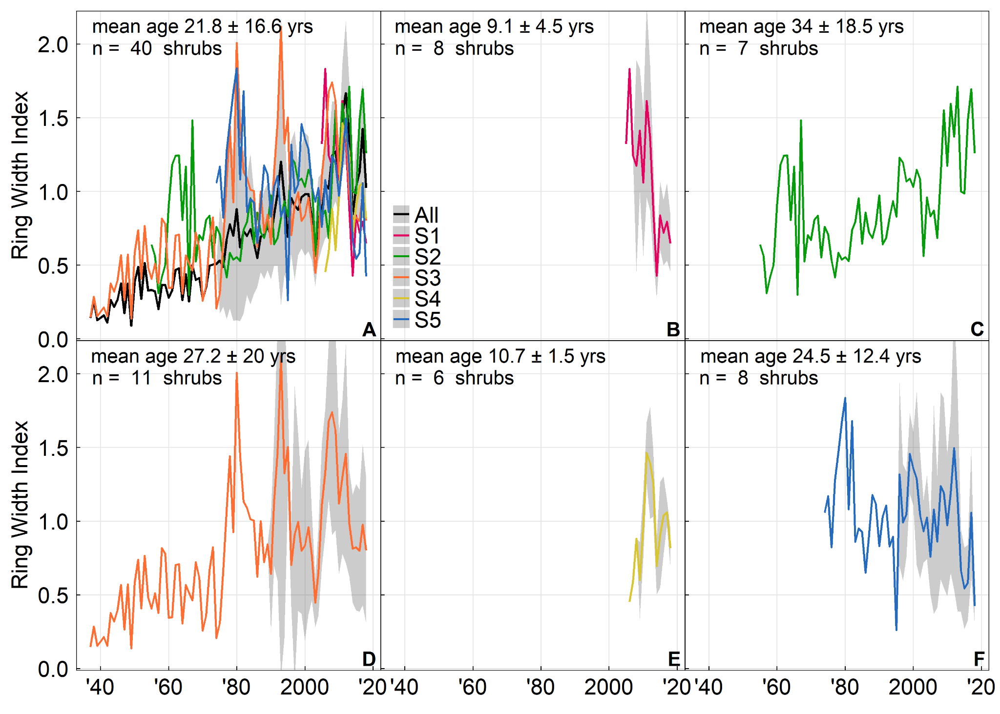 mean age 21.8 ± 16.6 yrs
n = 40 shrubs
mean age 9.1 ± 4.5 yrs
n = 8 shrubs
mean age 34 ± 18.5 yrs
n = 7 shrubs
Ring Width Index
2.0
1.5
1.0
0.5
0.0
All
S1
S2
S3
S4
S5
A
B
C
mean age 27.2 ± 20 yrs
n = 11 shrubs
mean age 10.7 ± 1.5 yrs
n = 6 shrubs
mean age 24.5 ± 12.4 yrs
n = 8 shrubs
Ring Width Index
2.0
1.5
1.0
0.5
0.0
D
E
F
'40 '60 '80 2000 '20
'40 '60 '80 2000 '20
'40 '60 '80 2000 '20